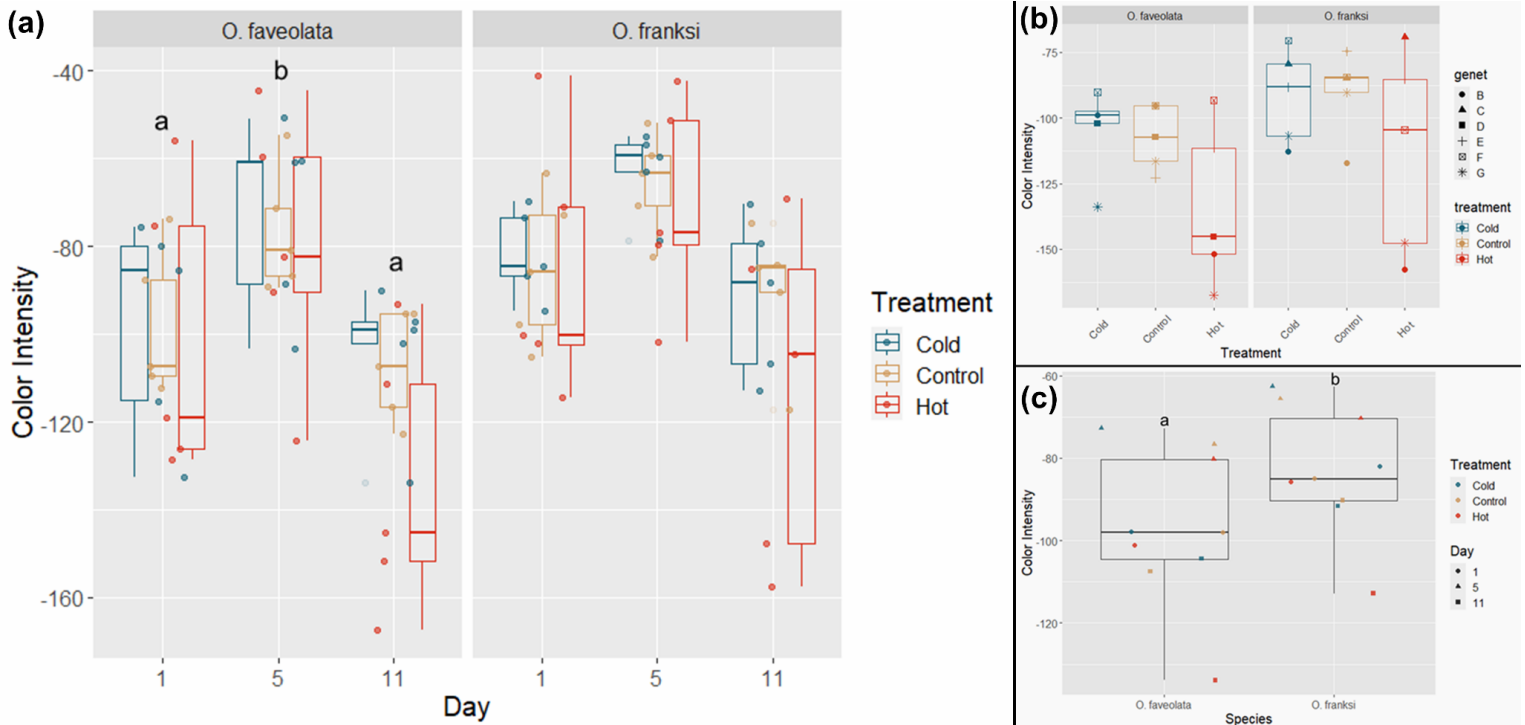 (a)
O. faveolata
O. franksi
a
b
a
-40
-80
-120
-160
Color Intensity
1
5
11
1
5
11
Day
Treatment
Cold
Control
Hot
(b)
O. faveolata
O. franksi
-75
-100
-125
-150
Color Intensity
Cold
Control
Hot
Cold
Control
Hot
Treatment
genet
B
C
D
E
F
G
treatment
Cold
Control
Hot
(c)
a
b
-60
-80
-100
-120
Color Intensity
O. faveolata
O. franksi
Species
Treatment
Cold
Control
Hot
Day
1
5
11